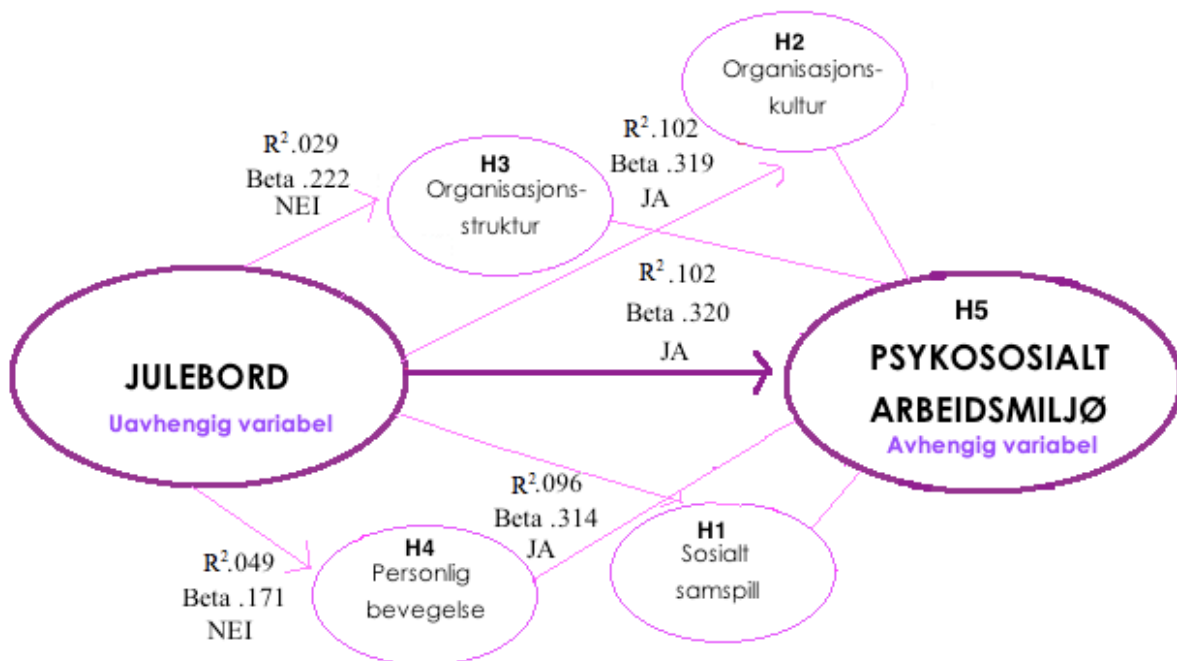 H2
Organisasjons-
kultur
R².029
Beta .222
NEI
H3
Organisasjons-
struktur
R².102
Beta .319
JA
R².102
Beta .320
JA
JULEBORD
Uavhengig variabel
H5
PSYKOSOSIALT
ARBEIDSMILJØ
Avhengig variabel
R².096
Beta .314
JA
H1
Sosialt
samspill
R².049
Beta .171
NEI
H4
Personlig
bevegelse